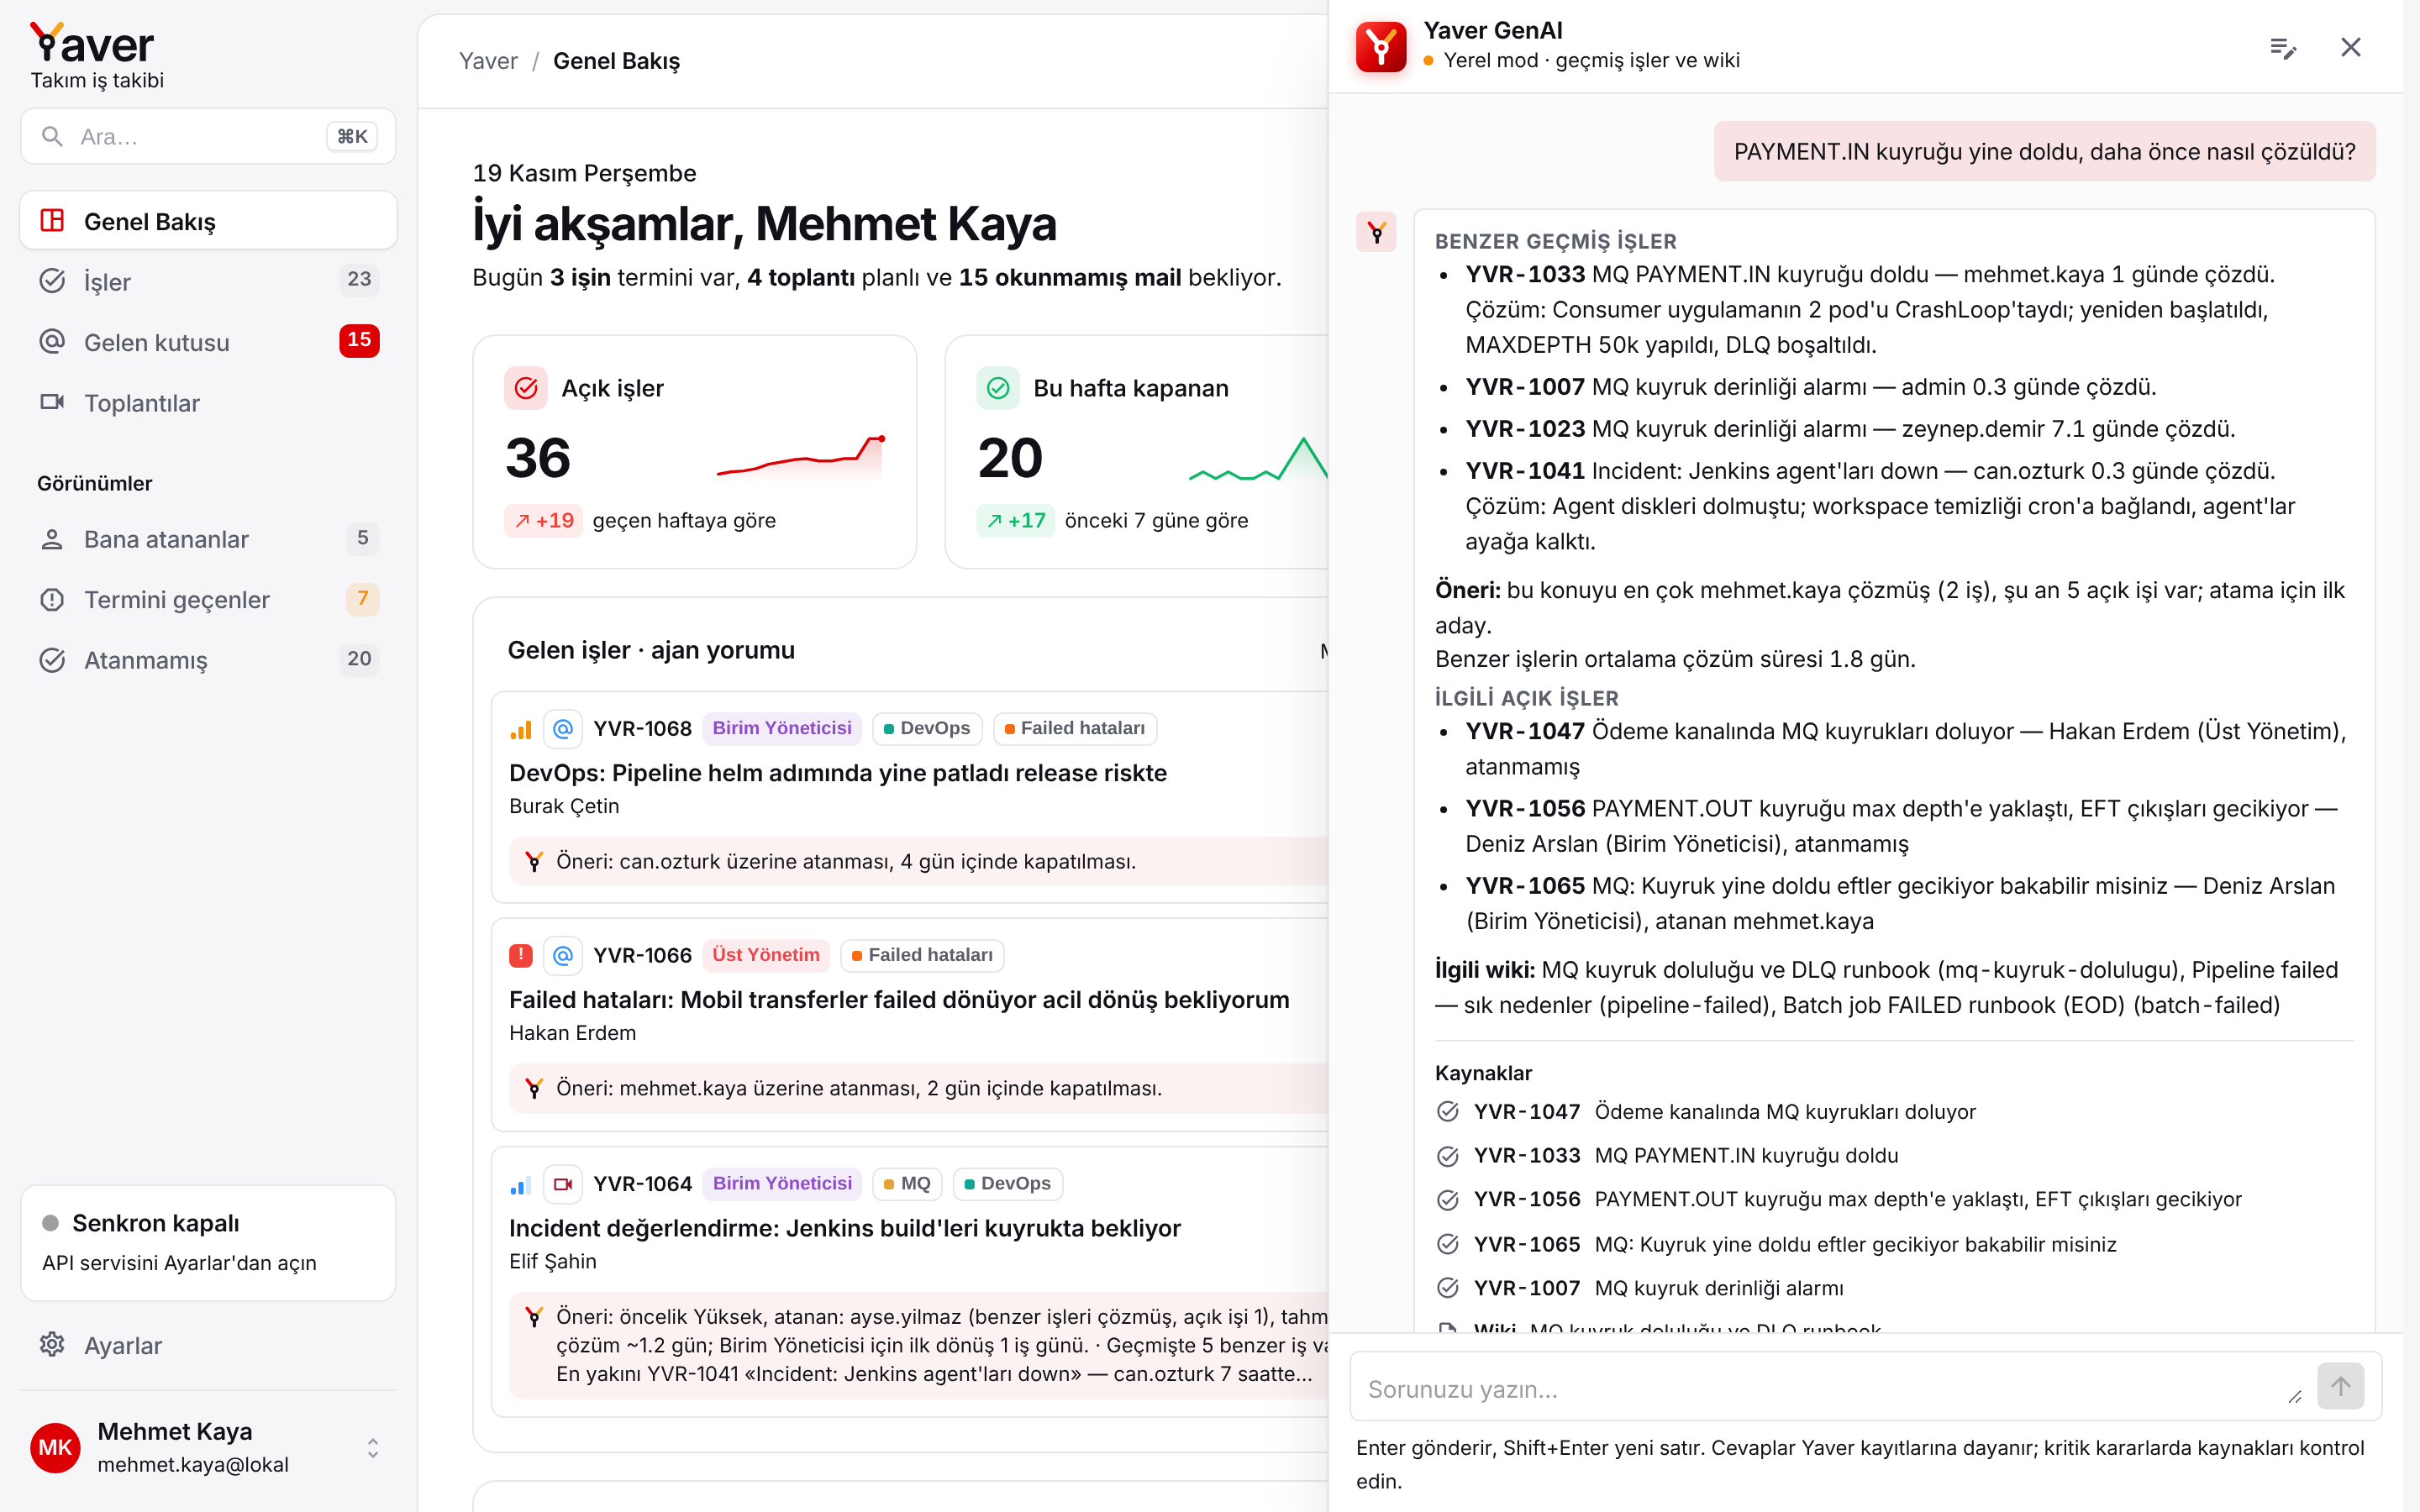 Yaver
Takım iş takibi
Ara...
⌘K
Genel Bakış
İşler
23
Gelen kutusu
15
Toplantılar
Görünümler
Bana atananlar
5
Termini geçenler
7
Atanmamış
20
Senkron kapalı
API servisini Ayarlar'dan açın
Ayarlar
MK
Mehmet Kaya
mehmet.kaya@lokal
Yaver / Genel Bakış
19 Kasım Perşembe
İyi akşamlar, Mehmet Kaya
Bugün 3 işin termini var, 4 toplantı planlı ve 15 okunmamış mail bekliyor.
Açık işler
36
+19 geçen haftaya göre
Bu hafta kapanan
20
+17 önceki 7 güne göre
Gelen işler · ajan yorumu
YVR-1068 Birim Yöneticisi DevOps Failed hataları
DevOps: Pipeline helm adımında yine patladı release riskte
Burak Çetin
Öneri: can.ozturk üzerine atanması, 4 gün içinde kapatılması.
! YVR-1066 Üst Yönetim Failed hataları
Failed hataları: Mobil transferler failed dönüyor acil dönüş bekliyorum
Hakan Erdem
Öneri: mehmet.kaya üzerine atanması, 2 gün içinde kapatılması.
YVR-1064 Birim Yöneticisi MQ DevOps
Incident değerlendirme: Jenkins build'leri kuyrukta bekliyor
Elif Şahin
Öneri: öncelik Yüksek, atanan: ayse.yilmaz (benzer işleri çözmüş, açık işi 1), tahm
çözüm ~1.2 gün; Birim Yöneticisi için ilk dönüş 1 iş günü. · Geçmişte 5 benzer iş va
En yakını YVR-1041 «Incident: Jenkins agent'ları down» — can.ozturk 7 saatte...
Yaver GenAI
Yerel mod · geçmiş işler ve wiki
PAYMENT.IN kuyruğu yine doldu, daha önce nasıl çözüldü?
BENZER GEÇMİŞ İŞLER
• YVR-1033 MQ PAYMENT.IN kuyruğu doldu — mehmet.kaya 1 günde çözdü.
Çözüm: Consumer uygulamanın 2 pod'u CrashLoop'taydı; yeniden başlatıldı,
MAXDEPTH 50k yapıldı, DLQ boşaltıldı.
• YVR-1007 MQ kuyruk derinliği alarmı — admin 0.3 günde çözdü.
• YVR-1023 MQ kuyruk derinliği alarmı — zeynep.demir 7.1 günde çözdü.
• YVR-1041 Incident: Jenkins agent'ları down — can.ozturk 0.3 günde çözdü.
Çözüm: Agent diskleri dolmuştu; workspace temizliği cron'a bağlandı, agent'lar
ayağa kalktı.
Öneri: bu konuyu en çok mehmet.kaya çözmüş (2 iş), şu an 5 açık işi var; atama için ilk
aday.
Benzer işlerin ortalama çözüm süresi 1.8 gün.
İLGİLİ AÇIK İŞLER
• YVR-1047 Ödeme kanalında MQ kuyrukları doluyor — Hakan Erdem (Üst Yönetim),
atanmamış
• YVR-1056 PAYMENT.OUT kuyruğu max depth'e yaklaştı, EFT çıkışları gecikiyor —
Deniz Arslan (Birim Yöneticisi), atanmamış
• YVR-1065 MQ: Kuyruk yine doldu eftler gecikiyor bakabilir misiniz — Deniz Arslan
(Birim Yöneticisi), atanan mehmet.kaya
İlgili wiki: MQ kuyruk doluluğu ve DLQ runbook (mq-kuyruk-dolulugu), Pipeline failed
— sık nedenler (pipeline-failed), Batch job FAILED runbook (EOD) (batch-failed)
Kaynaklar
YVR-1047 Ödeme kanalında MQ kuyrukları doluyor
YVR-1033 MQ PAYMENT.IN kuyruğu doldu
YVR-1056 PAYMENT.OUT kuyruğu max depth'e yaklaştı, EFT çıkışları gecikiyor
YVR-1065 MQ: Kuyruk yine doldu eftler gecikiyor bakabilir misiniz
YVR-1007 MQ kuyruk derinliği alarmı
Wiki MQ kuyruk doluluğu ve DLQ runbook
Sorunuzu yazın...
Enter gönderir, Shift+Enter yeni satır. Cevaplar Yaver kayıtlarına dayanır; kritik kararlarda kaynakları kontrol
edin.